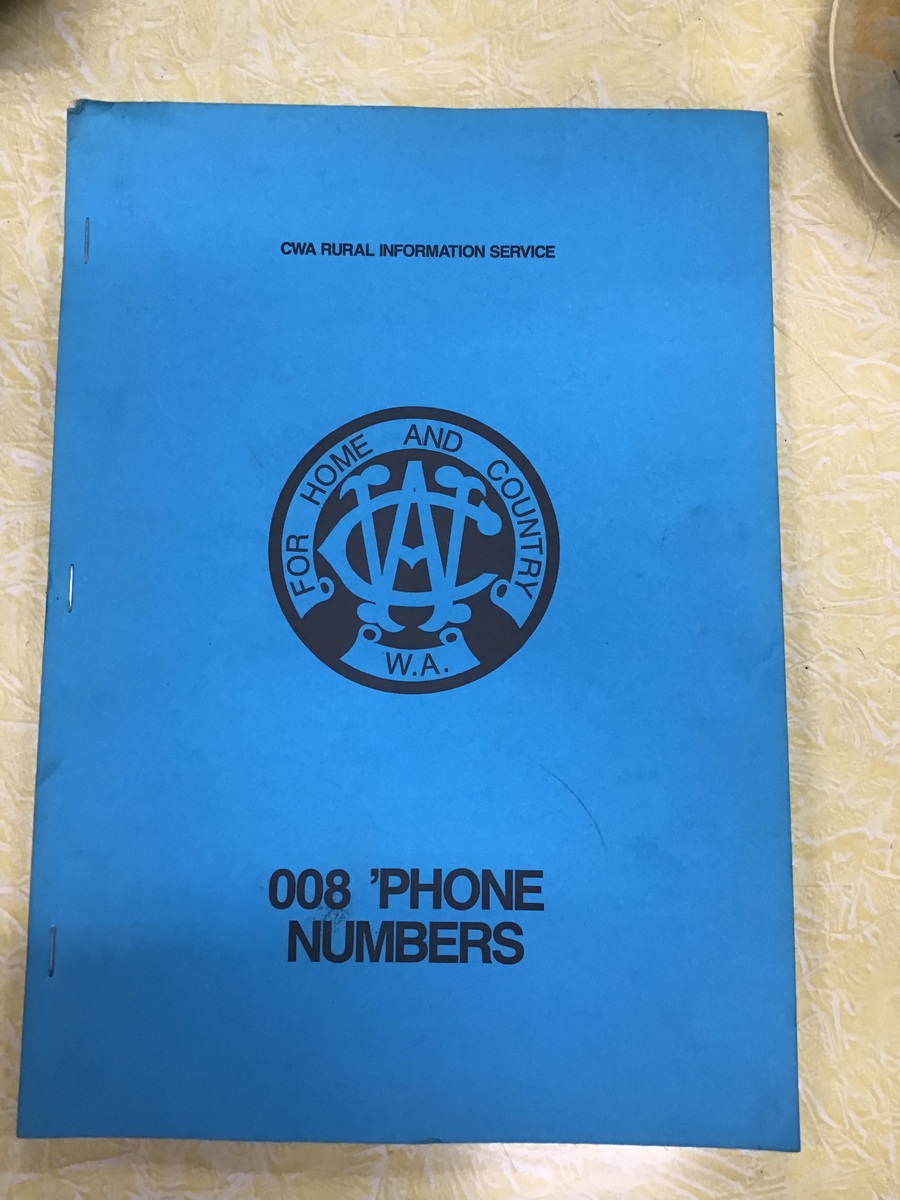 CWA RURAL INFORMATION SERVICE
FOR HOME AND COUNTRY
CWA
W.A.
008 ’PHONE
NUMBERS